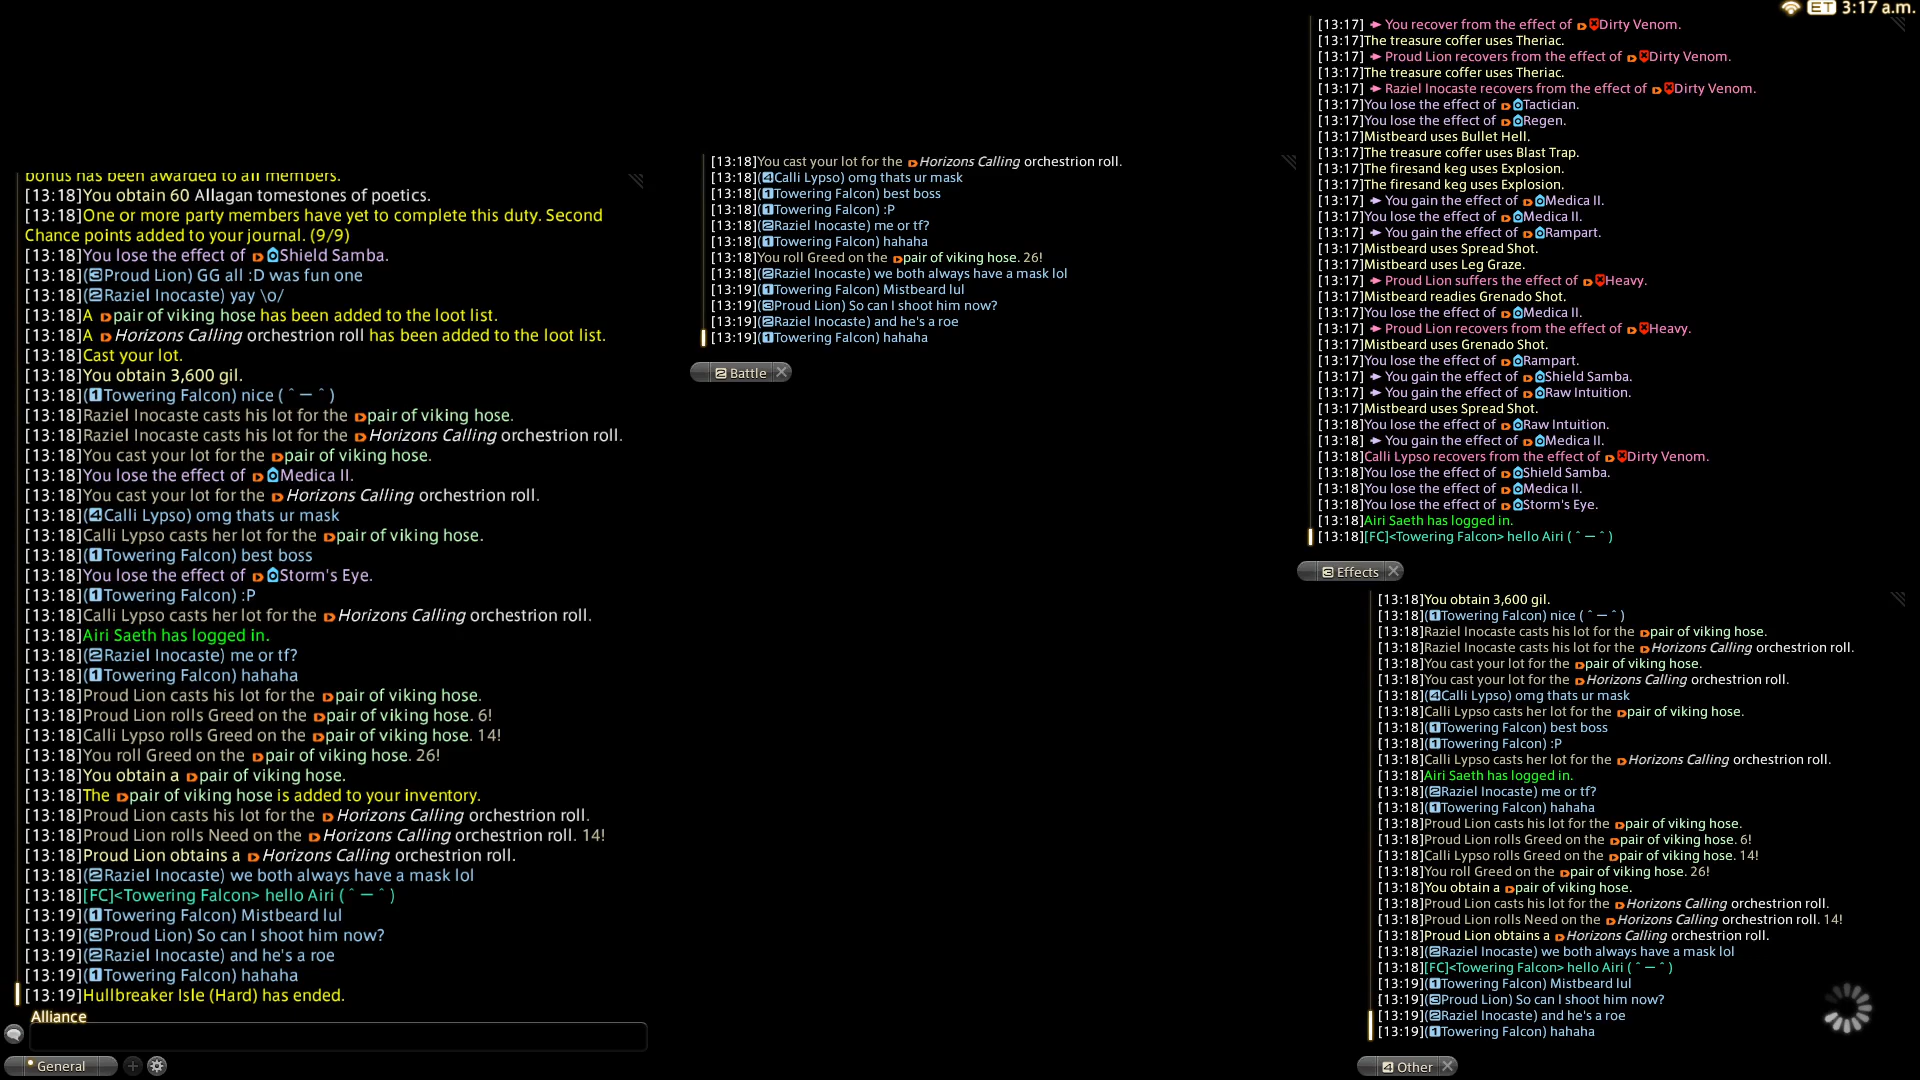 ET 3:17 a.m.
bonus has been awarded to all members.
[13:18]You obtain 60 Allagan tomestones of poetics.
[13:18]One or more party members have yet to complete this duty. Second
Chance points added to your journal. (9/9)
[13:18]You lose the effect of Shield Samba.
[13:18](3Proud Lion) GG all :D was fun one
[13:18](2Raziel Inocaste) yay \o/
[13:18]A pair of viking hose has been added to the loot list.
[13:18]A Horizons Calling orchestrion roll has been added to the loot list.
[13:18]Cast your lot.
[13:18]You obtain 3,600 gil.
[13:18](1Towering Falcon) nice ( ˆ — ˆ )
[13:18]Raziel Inocaste casts his lot for the pair of viking hose.
[13:18]Raziel Inocaste casts his lot for the Horizons Calling orchestrion roll.
[13:18]You cast your lot for the pair of viking hose.
[13:18]You lose the effect of Medica II.
[13:18]You cast your lot for the Horizons Calling orchestrion roll.
[13:18](4Calli Lypso) omg thats ur mask
[13:18]Calli Lypso casts her lot for the pair of viking hose.
[13:18](1Towering Falcon) best boss
[13:18]You lose the effect of Storm's Eye.
[13:18](1Towering Falcon) :P
[13:18]Calli Lypso casts her lot for the Horizons Calling orchestrion roll.
[13:18]Airi Saeth has logged in.
[13:18](2Raziel Inocaste) me or tf?
[13:18](1Towering Falcon) hahaha
[13:18]Proud Lion casts his lot for the pair of viking hose.
[13:18]Proud Lion rolls Greed on the pair of viking hose. 6!
[13:18]Calli Lypso rolls Greed on the pair of viking hose. 14!
[13:18]You roll Greed on the pair of viking hose. 26!
[13:18]You obtain a pair of viking hose.
[13:18]The pair of viking hose is added to your inventory.
[13:18]Proud Lion casts his lot for the Horizons Calling orchestrion roll.
[13:18]Proud Lion rolls Need on the Horizons Calling orchestrion roll. 14!
[13:18]Proud Lion obtains a Horizons Calling orchestrion roll.
[13:18](2Raziel Inocaste) we both always have a mask lol
[13:18][FC]<Towering Falcon> hello Airi ( ˆ — ˆ )
[13:19](1Towering Falcon) Mistbeard lul
[13:19](3Proud Lion) So can I shoot him now?
[13:19](2Raziel Inocaste) and he's a roe
[13:19](1Towering Falcon) hahaha
[13:19]Hullbreaker Isle (Hard) has ended.
Alliance
General
[13:18]You cast your lot for the Horizons Calling orchestrion roll.
[13:18](4Calli Lypso) omg thats ur mask
[13:18](1Towering Falcon) best boss
[13:18](1Towering Falcon) :P
[13:18](2Raziel Inocaste) me or tf?
[13:18](1Towering Falcon) hahaha
[13:18]You roll Greed on the pair of viking hose. 26!
[13:18](2Raziel Inocaste) we both always have a mask lol
[13:19](1Towering Falcon) Mistbeard lul
[13:19](3Proud Lion) So can I shoot him now?
[13:19](2Raziel Inocaste) and he's a roe
[13:19](1Towering Falcon) hahaha
2 Battle
[13:17] You recover from the effect of Dirty Venom.
[13:17]The treasure coffer uses Theriac.
[13:17] Proud Lion recovers from the effect of Dirty Venom.
[13:17]The treasure coffer uses Theriac.
[13:17] Raziel Inocaste recovers from the effect of Dirty Venom.
[13:17]You lose the effect of Tactician.
[13:17]You lose the effect of Regen.
[13:17]Mistbeard uses Bullet Hell.
[13:17]The treasure coffer uses Blast Trap.
[13:17]The firesand keg uses Explosion.
[13:17]The firesand keg uses Explosion.
[13:17] You gain the effect of Medica II.
[13:17]You lose the effect of Medica II.
[13:17] You gain the effect of Rampart.
[13:17]Mistbeard uses Spread Shot.
[13:17]Mistbeard uses Leg Graze.
[13:17] Proud Lion suffers the effect of Heavy.
[13:17]Mistbeard readies Grenado Shot.
[13:17]You lose the effect of Medica II.
[13:17] Proud Lion recovers from the effect of Heavy.
[13:17]Mistbeard uses Grenado Shot.
[13:17]You lose the effect of Rampart.
[13:17] You gain the effect of Shield Samba.
[13:17] You gain the effect of Raw Intuition.
[13:17]Mistbeard uses Spread Shot.
[13:18]You lose the effect of Raw Intuition.
[13:18] You gain the effect of Medica II.
[13:18]Calli Lypso recovers from the effect of Dirty Venom.
[13:18]You lose the effect of Shield Samba.
[13:18]You lose the effect of Medica II.
[13:18]You lose the effect of Storm's Eye.
[13:18]Airi Saeth has logged in.
[13:18][FC]<Towering Falcon> hello Airi ( ˆ — ˆ )
3 Effects
[13:18]You obtain 3,600 gil.
[13:18](1Towering Falcon) nice ( ˆ — ˆ )
[13:18]Raziel Inocaste casts his lot for the pair of viking hose.
[13:18]Raziel Inocaste casts his lot for the Horizons Calling orchestrion roll.
[13:18]You cast your lot for the pair of viking hose.
[13:18]You cast your lot for the Horizons Calling orchestrion roll.
[13:18](4Calli Lypso) omg thats ur mask
[13:18]Calli Lypso casts her lot for the pair of viking hose.
[13:18](1Towering Falcon) best boss
[13:18](1Towering Falcon) :P
[13:18]Calli Lypso casts her lot for the Horizons Calling orchestrion roll.
[13:18]Airi Saeth has logged in.
[13:18](2Raziel Inocaste) me or tf?
[13:18](1Towering Falcon) hahaha
[13:18]Proud Lion casts his lot for the pair of viking hose.
[13:18]Proud Lion rolls Greed on the pair of viking hose. 6!
[13:18]Calli Lypso rolls Greed on the pair of viking hose. 14!
[13:18]You roll Greed on the pair of viking hose. 26!
[13:18]You obtain a pair of viking hose.
[13:18]Proud Lion casts his lot for the Horizons Calling orchestrion roll.
[13:18]Proud Lion rolls Need on the Horizons Calling orchestrion roll. 14!
[13:18]Proud Lion obtains a Horizons Calling orchestrion roll.
[13:18](2Raziel Inocaste) we both always have a mask lol
[13:18][FC]<Towering Falcon> hello Airi ( ˆ — ˆ )
[13:19](1Towering Falcon) Mistbeard lul
[13:19](3Proud Lion) So can I shoot him now?
[13:19](2Raziel Inocaste) and he's a roe
[13:19](1Towering Falcon) hahaha
4 Other